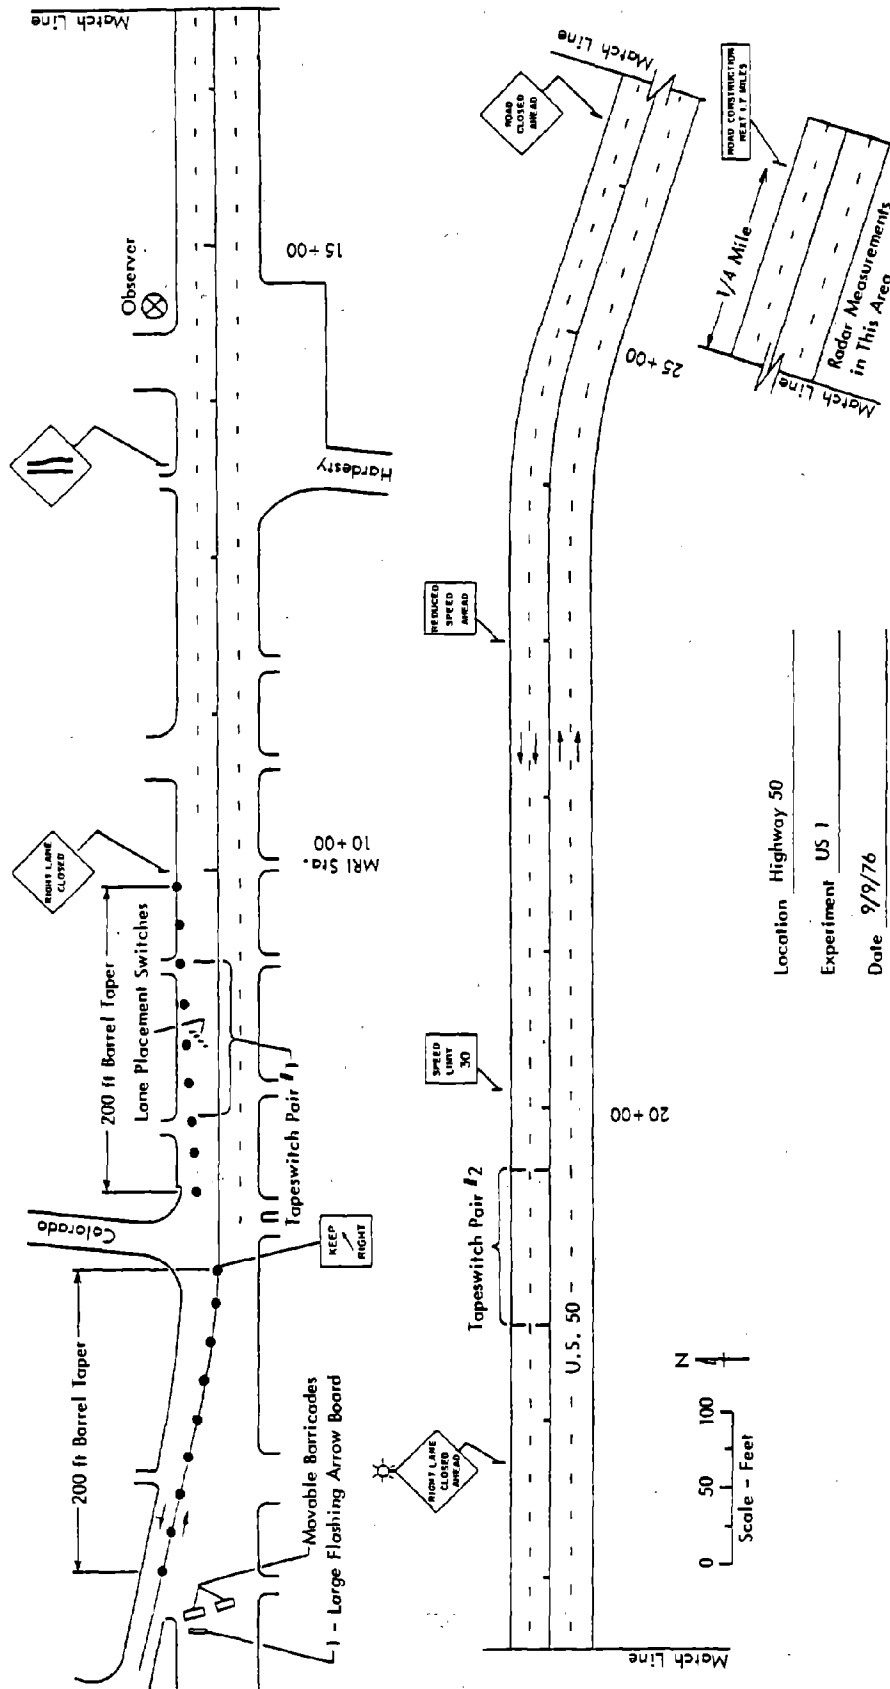 Match Line
Observer
15+00
Hardesty
RIGHT LANE
CLOSED
MRI Sta.
10+00
200 ft Barrel Taper
Lane Placement Switches
Tapeswitch Pair #1
Colorado
KEEP
RIGHT
200 ft Barrel Taper
Movable Barricades
1 - Large Flashing Arrow Board
Match Line
ROAD
CLOSED
AHEAD
ROAD CONSTRUCTION
NEXT 1.7 MILES
1/4 Mile
Radar Measurements
in This Area
Match Line
25+00
REDUCED
SPEED
AHEAD
SPEED
LIMIT
30
20+00
Tapeswitch Pair #2
U.S. 50
RIGHT LANE
CLOSED
AHEAD
N
0 50 100
Scale - Feet
Match Line
Location Highway 50
Experiment US 1
Date 9/9/76